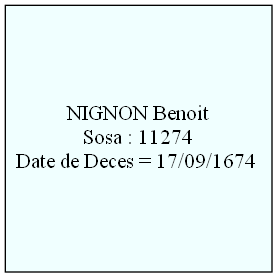 NIGNON Benoit
Sosa : 11274
Date de Deces = 17/09/1674